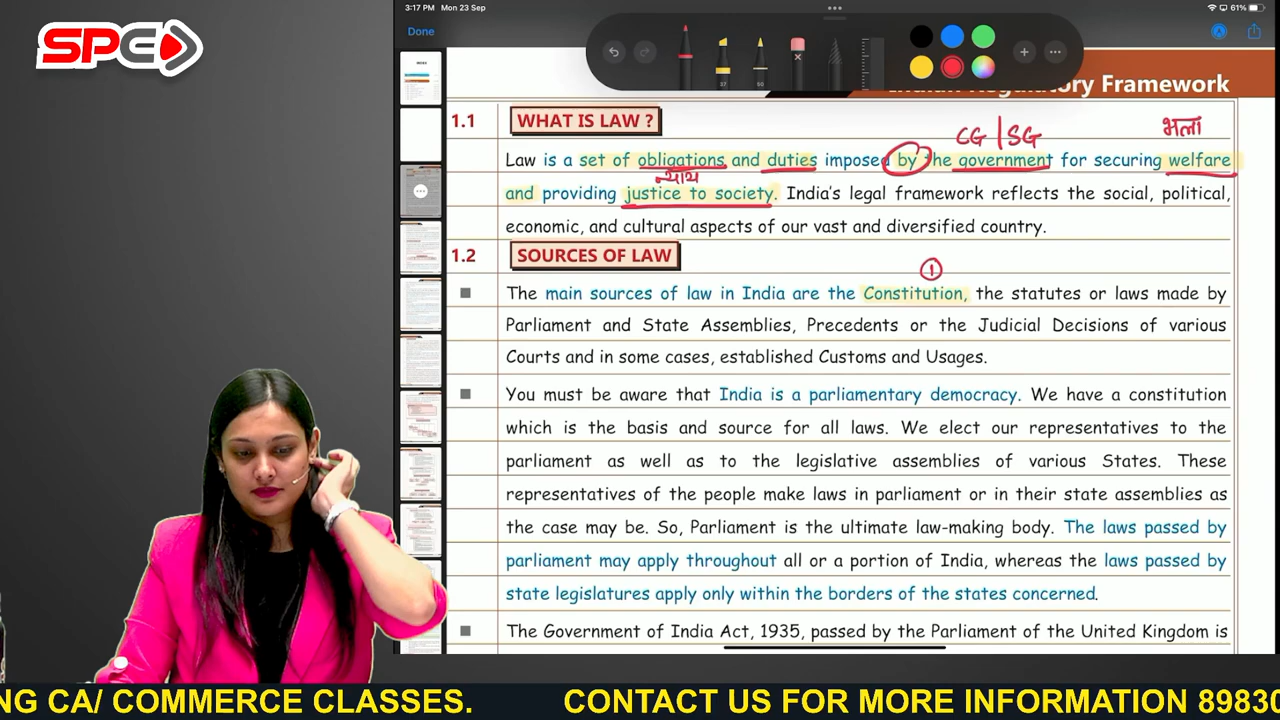 SPE
3:17 PM Mon 23 Sep
61%
Done
37
50
Regulatory Framework
1.1 WHAT IS LAW ?
CG | SG
भला
Law is a set of obligations and duties imposed by the government for securing welfare
न्याय
and providing justice to society. India's framework reflects the political,
economic and cultural aspects of our vast and diversified country.
1.2 SOURCES OF LAW
1
The main sources of law in India are the the statutes or laws made by
Parliament and State Assemblies, Precedents or the Judicial Decisions of various
Courts and in some cases, established Customs and Usages.
You must be aware that India is a parliamentary democracy. We have a constitution
which is the basis and source for all laws. We elect our representatives to the
parliament as well as to the state assemblies of various states. These
representatives of the people make laws in parliament or in their state assemblies as
the case may be. So, Parliament is the ultimate law making body. The laws passed by
parliament may apply throughout all or a portion of India, whereas the laws passed by
state legislatures apply only within the borders of the states concerned.
The Government of India Act, 1935, passed by the Parliament of the United Kingdom is
NG CA/ COMMERCE CLASSES. CONTACT US FOR MORE INFORMATION 89830